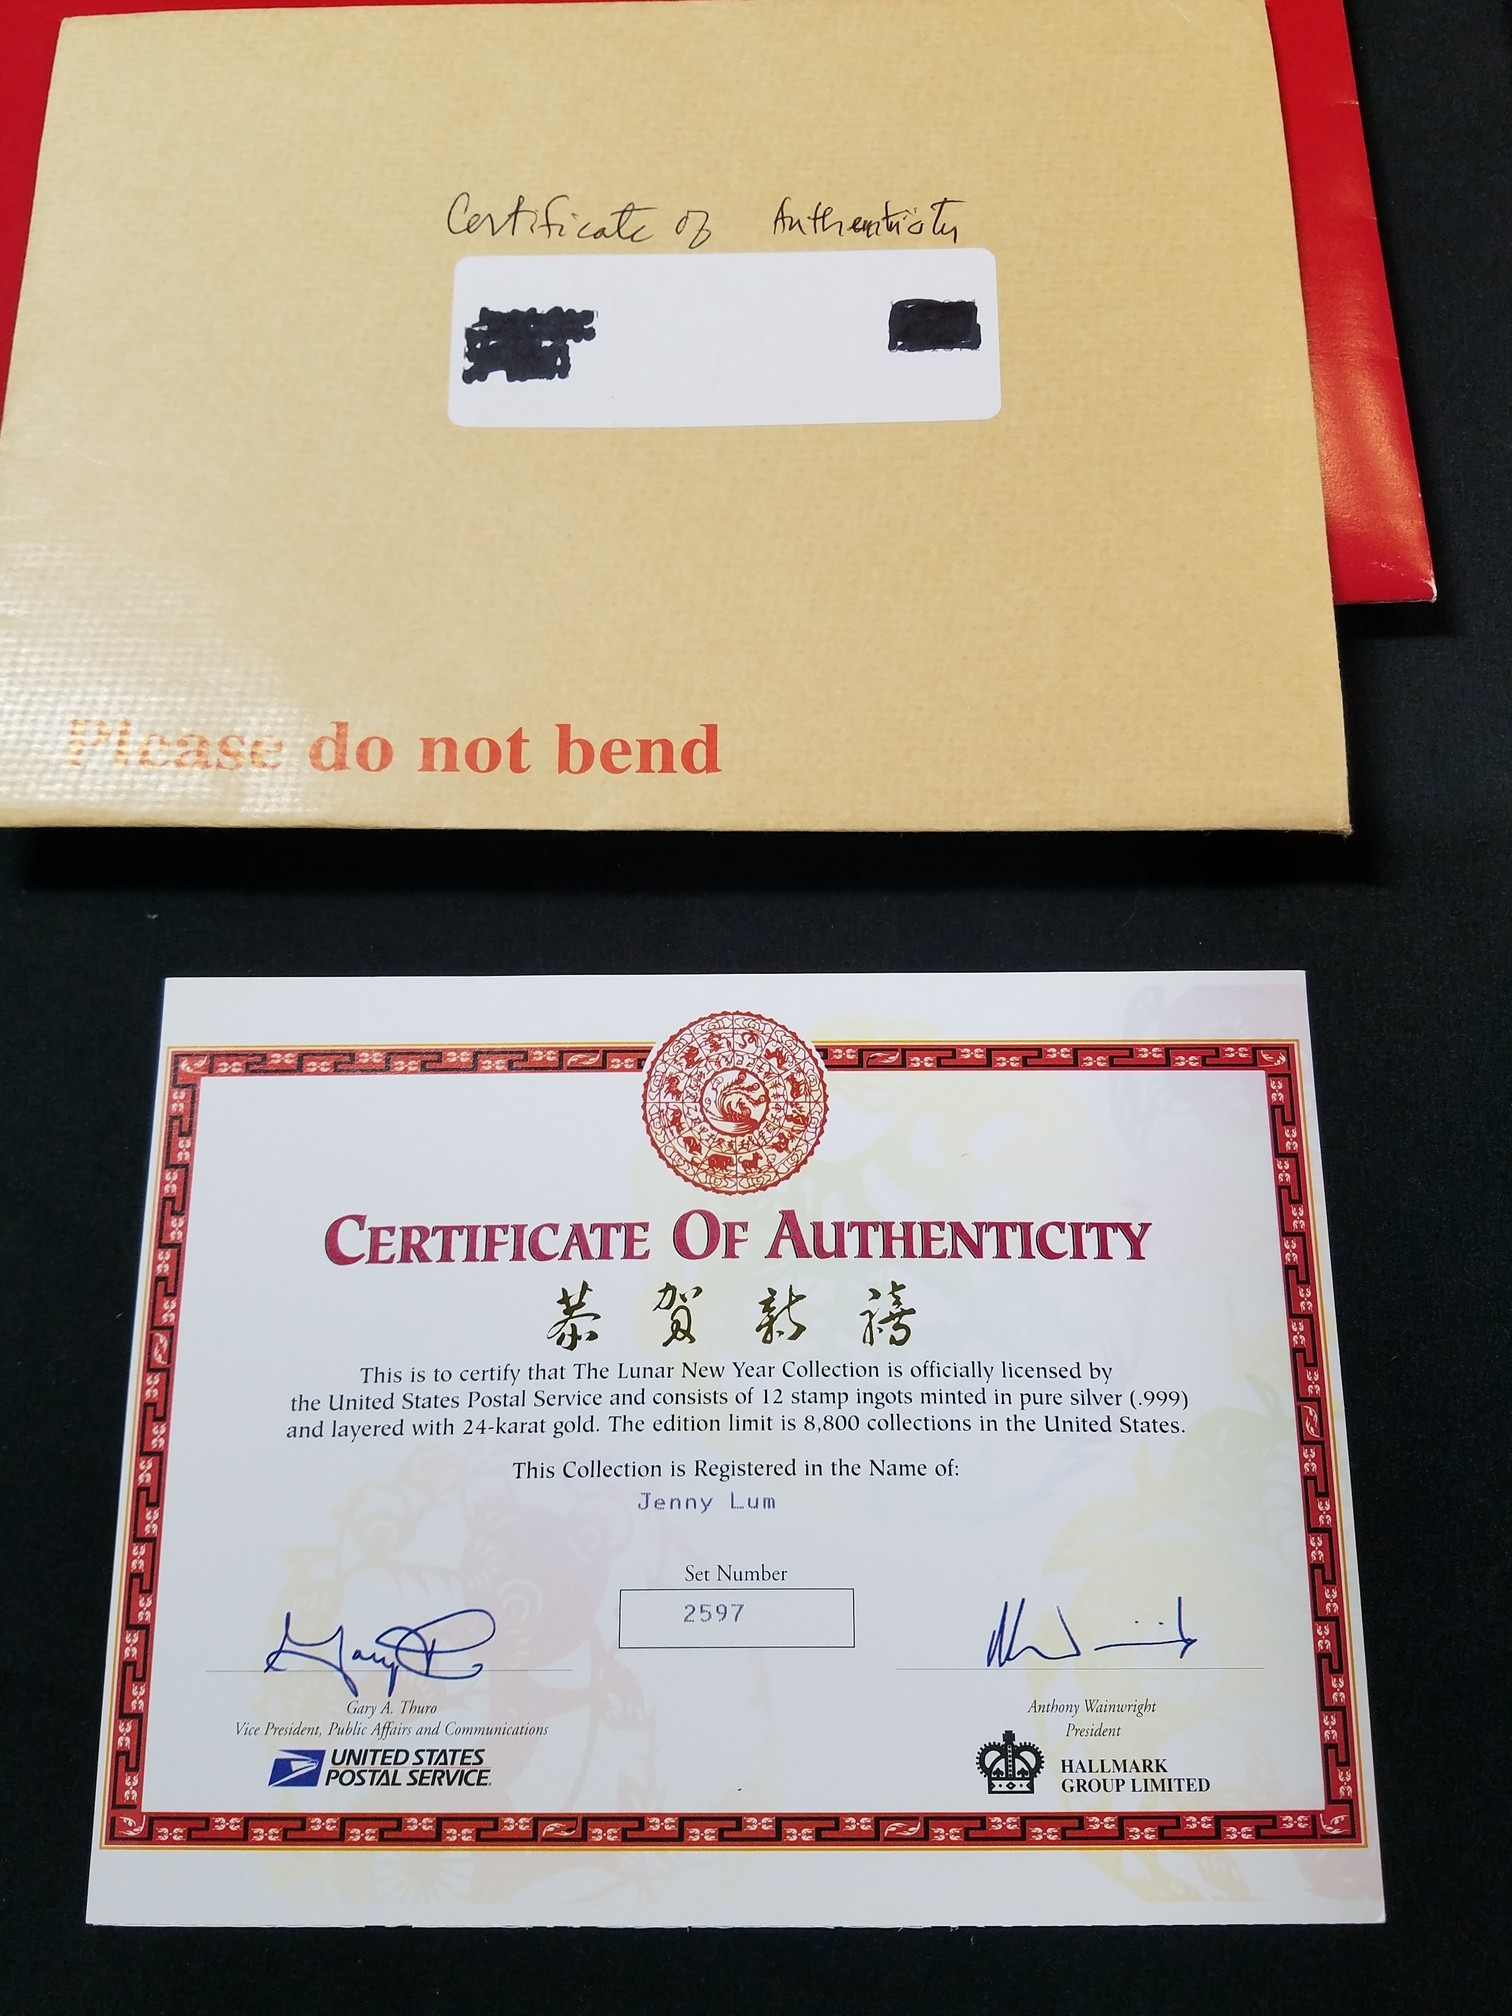 Certificate of Authenticity
Please do not bend
CERTIFICATE OF AUTHENTICITY
恭賀新禧
This is to certify that The Lunar New Year Collection is officially licensed by
the United States Postal Service and consists of 12 stamp ingots minted in pure silver (.999)
and layered with 24-karat gold. The edition limit is 8,800 collections in the United States.
This Collection is Registered in the Name of:
Jenny Lum
Set Number
2597
Gary A. Thuro
Vice President, Public Affairs and Communications
UNITED STATES
POSTAL SERVICE
Anthony Wainwright
President
HALLMARK
GROUP LIMITED